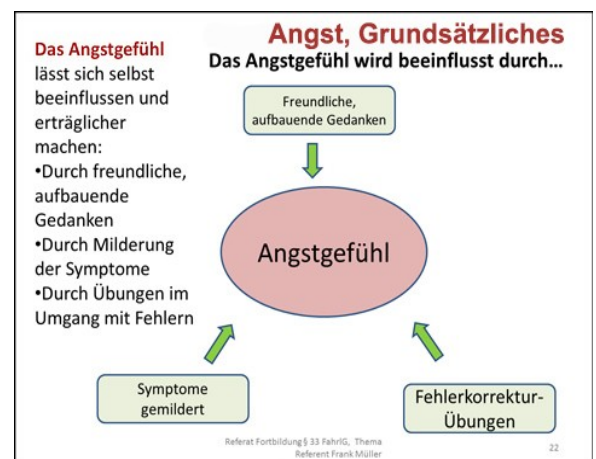 Angst, Grundsätzliches
Das Angstgefühl wird beeinflusst durch…
Das Angstgefühl
lässt sich selbst
beeinflussen und
erträglicher
machen:
•Durch freundliche,
aufbauende
Gedanken
•Durch Milderung
der Symptome
•Durch Übungen im
Umgang mit Fehlern
Freundliche,
aufbauende Gedanken
Angstgefühl
Symptome
gemildert
Fehlerkorrektur-
Übungen
Referat Fortbildung § 33 FahrlG, Thema
Referent Frank Müller
22